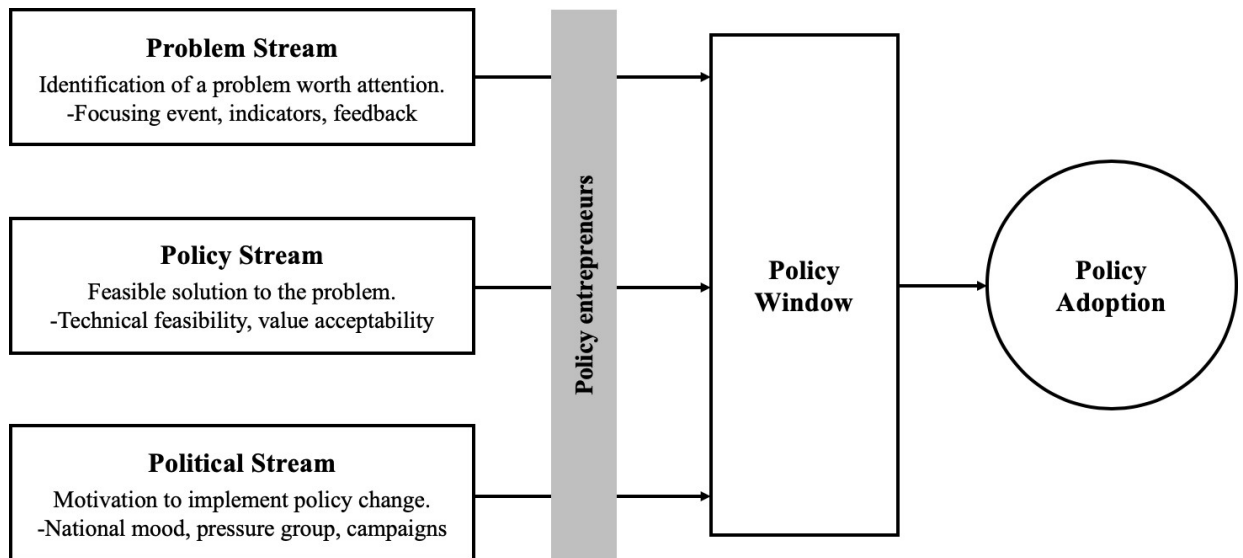 Problem Stream
Identification of a problem worth attention.
-Focusing event, indicators, feedback
Policy Stream
Feasible solution to the problem.
-Technical feasibility, value acceptability
Political Stream
Motivation to implement policy change.
-National mood, pressure group, campaigns
Policy entrepreneurs
Policy
Window
Policy
Adoption